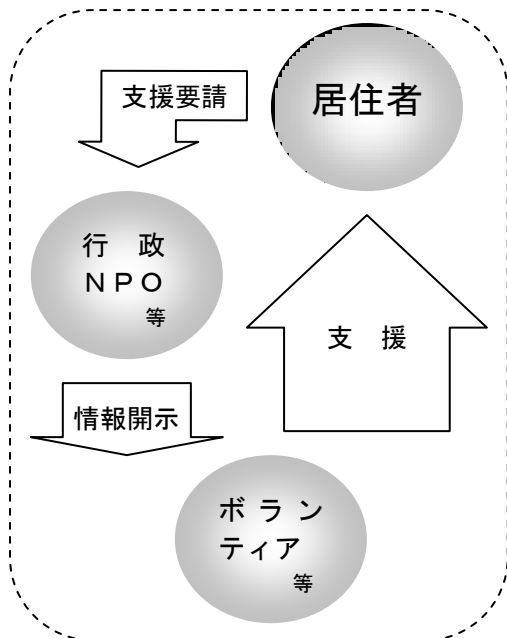 居住者
支援要請
行　政
ＮＰＯ
等
支　援
情報開示
ボ ラ ン
ティア
等